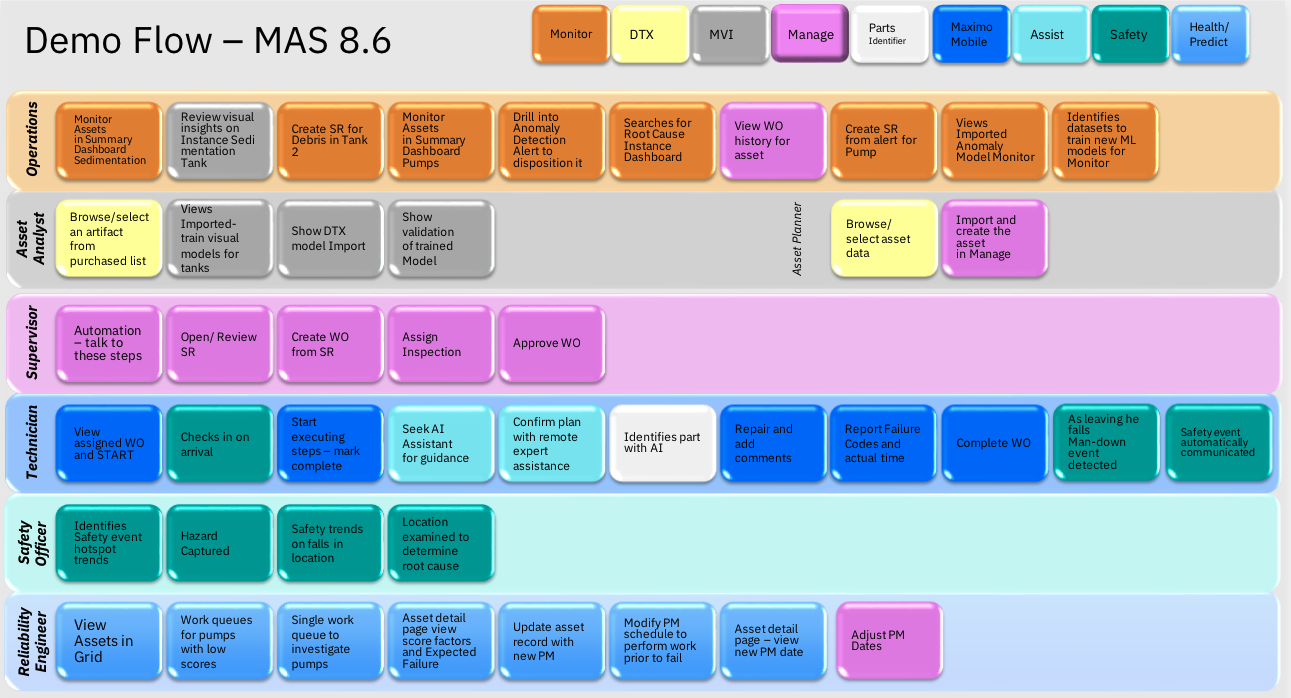 Demo Flow – MAS 8.6
Monitor
DTX
MVI
Manage
Parts
Identifier
Maximo
Mobile
Assist
Safety
Health/
Predict
Operations
Monitor
Assets
in Summary
Dashboard
Sedimentation
Review visual
insights on
Instance Sedi
mentation
Tank
Create SR for
Debris in Tank
2
Monitor
Assets
in Summary
Dashboard
Pumps
Drill into
Anomaly
Detection
Alert to
disposition it
Searches for
Root Cause
Instance
Dashboard
View WO
history for
asset
Create SR
from alert for
Pump
Views
Imported
Anomaly
Model Monitor
Identifies
datasets to
train new ML
models for
Monitor
Asset
Analyst
Browse/select
an artifact
from
purchased list
Views
Imported-
train visual
models for
tanks
Show DTX
model Import
Show
validation
of trained
Model
Asset Planner
Browse/
select asset
data
Import and
create the
asset
in Manage
Supervisor
Automation
– talk to
these steps
Open/ Review
SR
Create WO
from SR
Assign
Inspection
Approve WO
Technician
View
assigned WO
and START
Checks in on
arrival
Start
executing
steps – mark
complete
Seek AI
Assistant
for guidance
Confirm plan
with remote
expert
assistance
Identifies part
with AI
Repair and
add
comments
Report Failure
Codes and
actual time
Complete WO
As leaving he
falls
Man-down
event
detected
Safety event
automatically
communicated
Safety
Officer
Identifies
Safety event
hotspot
trends
Hazard
Captured
Safety trends
on falls in
location
Location
examined to
determine
root cause
Reliability
Engineer
View
Assets in
Grid
Work queues
for pumps
with low
scores
Single work
queue to
investigate
pumps
Asset detail
page view
score factors
and Expected
Failure
Update asset
record with
new PM
Modify PM
schedule to
perform work
prior to fail
Asset detail
page – view
new PM date
Adjust PM
Dates